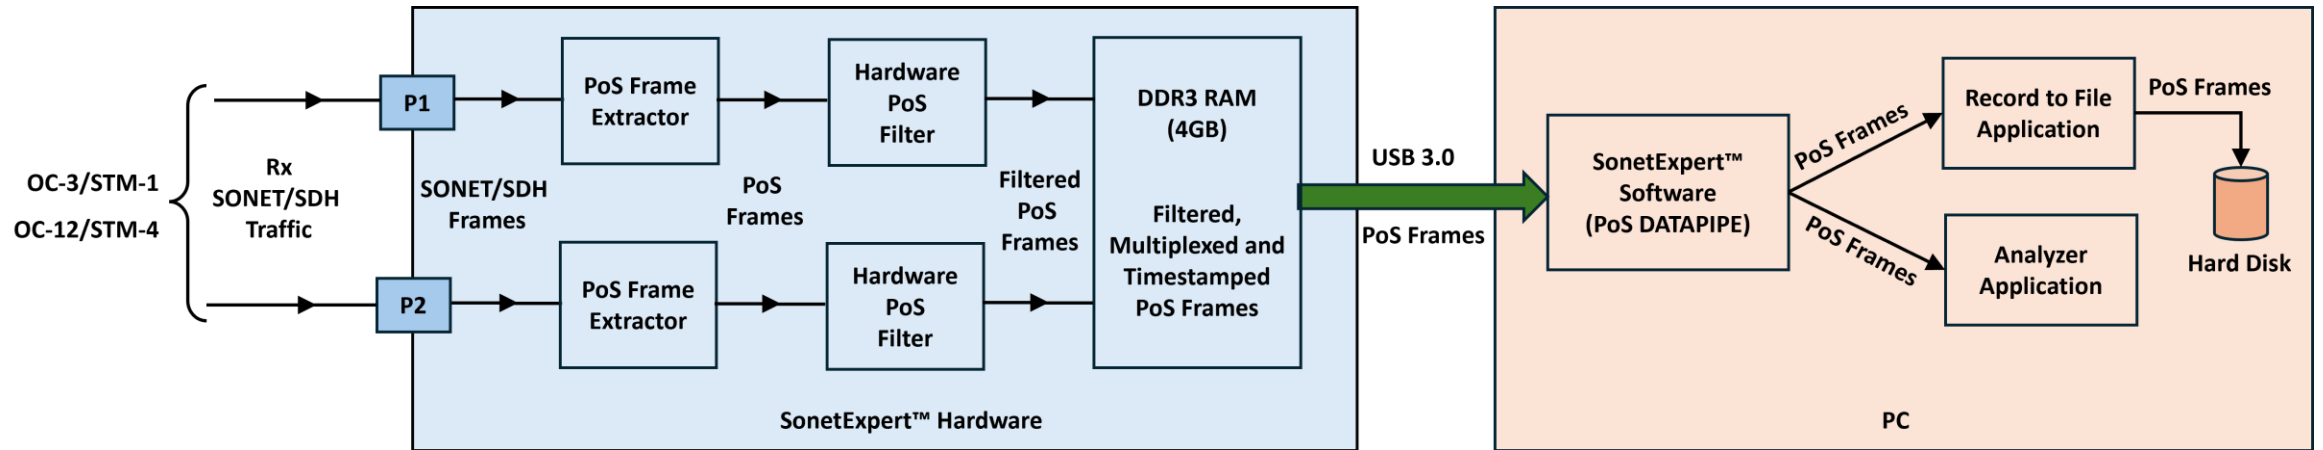 OC-3/STM-1
OC-12/STM-4
Rx
SONET/SDH
Traffic
P1
P2
SONET/SDH
Frames
PoS Frame
Extractor
PoS Frame
Extractor
PoS
Frames
Hardware
PoS
Filter
Hardware
PoS
Filter
Filtered
PoS
Frames
DDR3 RAM
(4GB)
Filtered,
Multiplexed and
Timestamped
PoS Frames
SonetExpert™ Hardware
USB 3.0
PoS Frames
SonetExpert™
Software
(PoS DATAPIPE)
PoS Frames
PoS Frames
Record to File
Application
Analyzer
Application
PoS Frames
Hard Disk
PC